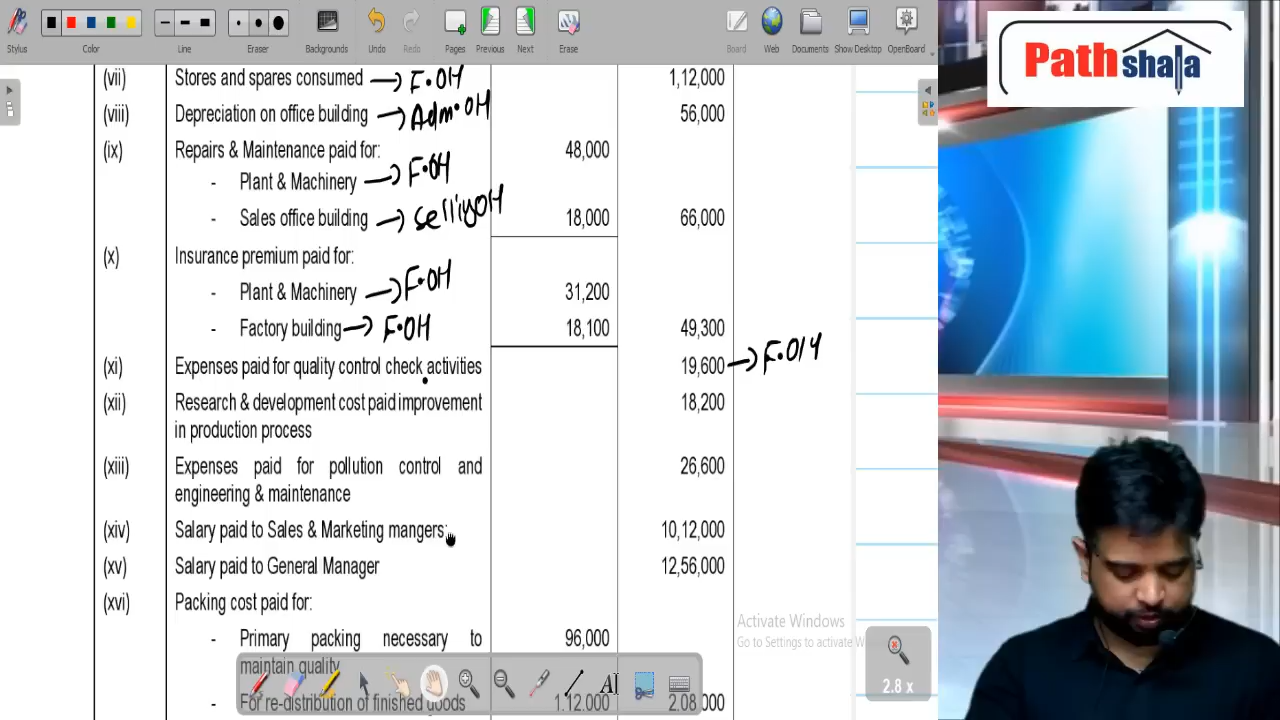 Stylus Color Line Eraser Backgrounds Undo Redo Pages Previous Next Erase Board Web Documents Show Desktop OpenBoard
Path shala
(vii) Stores and spares consumed → F.OH 1,12,000
(viii) Depreciation on office building → Adm.OH 56,000
(ix) Repairs & Maintenance paid for: 48,000
- Plant & Machinery → F.OH
- Sales office building → selling OH 18,000 66,000
(x) Insurance premium paid for:
- Plant & Machinery → F.OH 31,200
- Factory building → F.OH 18,100 49,300
(xi) Expenses paid for quality control check activities 19,600 → F.OH
(xii) Research & development cost paid improvement 18,200
in production process
(xiii) Expenses paid for pollution control and 26,600
engineering & maintenance
(xiv) Salary paid to Sales & Marketing mangers: 10,12,000
(xv) Salary paid to General Manager 12,56,000
(xvi) Packing cost paid for:
- Primary packing necessary to 96,000
maintain quality
- For re-distribution of finished goods 1,12,000 2,08,000
Activate Windows
Go to Settings to activate W
2.8 x